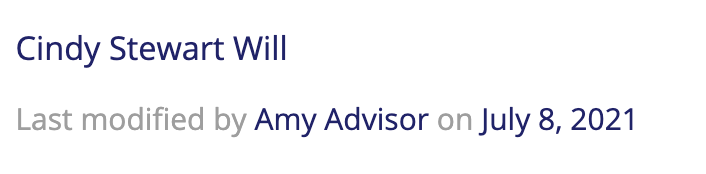 Cindy Stewart Will
Last modified by Amy Advisor on July 8, 2021